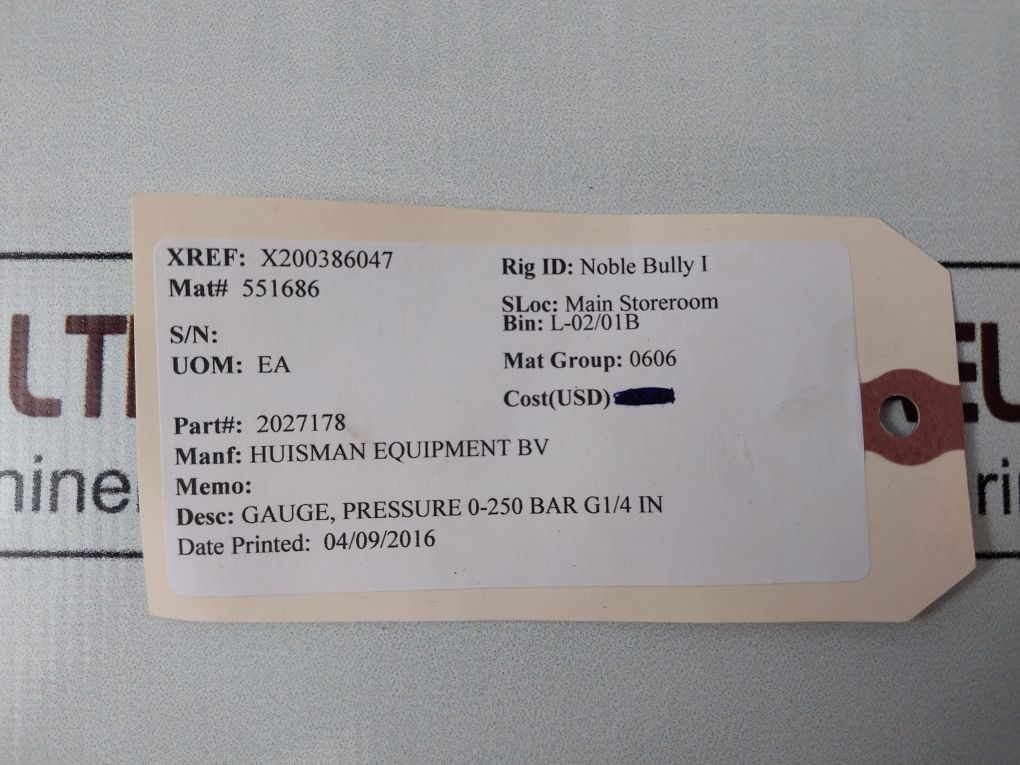 XREF: X200386047
Mat# 551686
S/N:
UOM: EA
Rig ID: Noble Bully I
SLoc: Main Storeroom
Bin: L-02/01B
Mat Group: 0606
Cost(USD)
Part#: 2027178
Manf: HUISMAN EQUIPMENT BV
Memo:
Desc: GAUGE, PRESSURE 0-250 BAR G1/4 IN
Date Printed: 04/09/2016